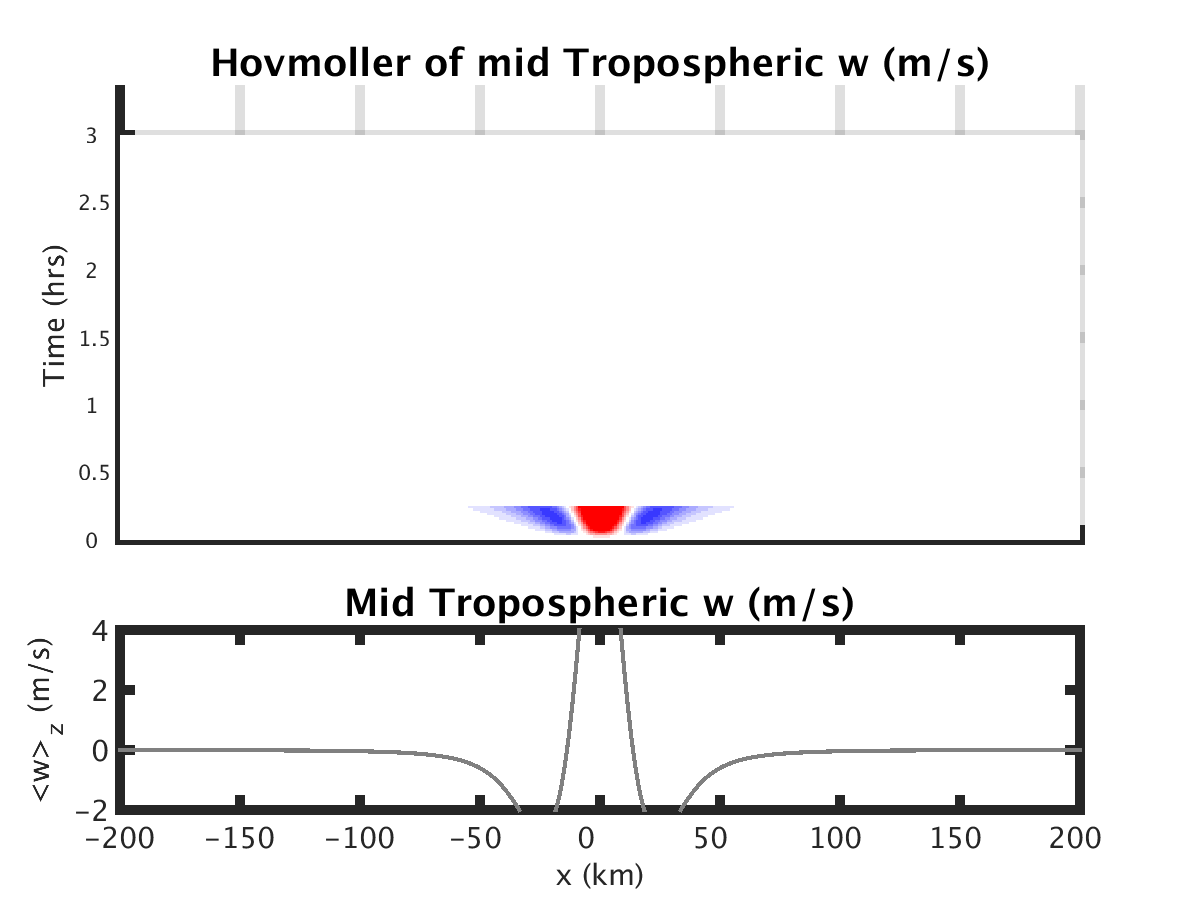 Hovmoller of mid Tropospheric w (m/s)
3
2.5
2
1.5
1
0.5
0
Time (hrs)
Mid Tropospheric w (m/s)
4
2
0
−2
<w> z (m/s)
−200 −150 −100 −50 0 50 100 150 200
x (km)